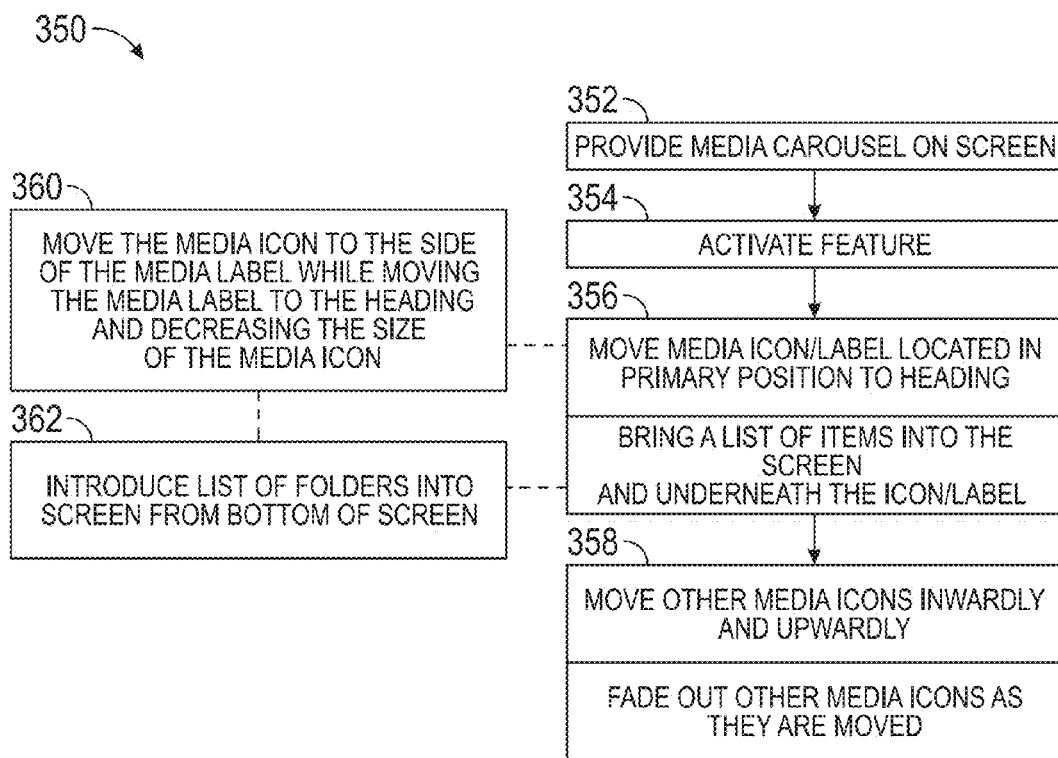 350
352
PROVIDE MEDIA CAROUSEL ON SCREEN
354
ACTIVATE FEATURE
356
MOVE MEDIA ICON/LABEL LOCATED IN
PRIMARY POSITION TO HEADING
BRING A LIST OF ITEMS INTO THE
SCREEN
AND UNDERNEATH THE ICON/LABEL
358
MOVE OTHER MEDIA ICONS INWARDLY
AND UPWARDLY
FADE OUT OTHER MEDIA ICONS AS
THEY ARE MOVED
360
MOVE THE MEDIA ICON TO THE SIDE
OF THE MEDIA LABEL WHILE MOVING
THE MEDIA LABEL TO THE HEADING
AND DECREASING THE SIZE
OF THE MEDIA ICON
362
INTRODUCE LIST OF FOLDERS INTO
SCREEN FROM BOTTOM OF SCREEN